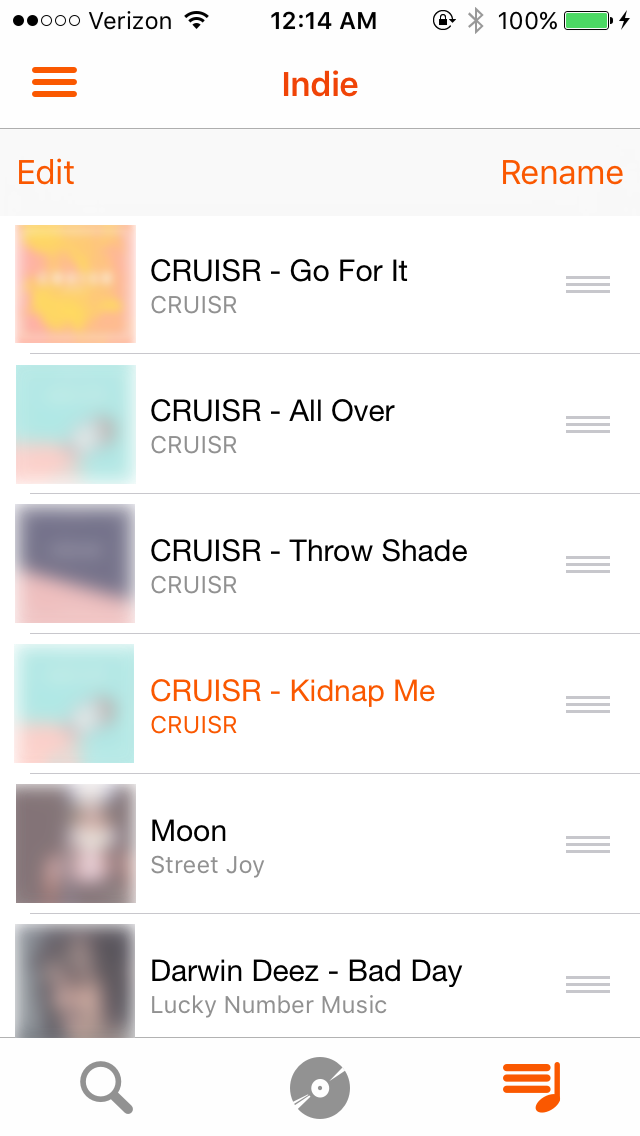 Verizon 12:14 AM 100%
Indie
Edit Rename
CRUISR - Go For It
CRUISR
CRUISR - All Over
CRUISR
CRUISR - Throw Shade
CRUISR
CRUISR - Kidnap Me
CRUISR
Moon
Street Joy
Darwin Deez - Bad Day
Lucky Number Music